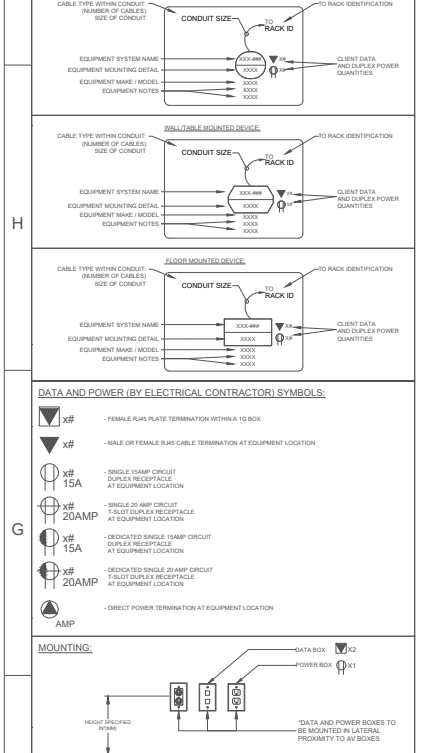 CABLE TYPE WITHIN CONDUIT:
(NUMBER OF CABLES)
SIZE OF CONDUIT
CONDUIT SIZE
TO
RACK ID
TO RACK IDENTIFICATION
EQUIPMENT SYSTEM NAME
XXX-###
X#
EQUIPMENT MOUNTING DETAIL
XXXX
X#
CLIENT DATA
AND DUPLEX POWER
QUANTITIES
EQUIPMENT MAKE / MODEL
XXXX
EQUIPMENT NOTES
XXXX
XXXX
H
WALL/TABLE MOUNTED DEVICE:
CABLE TYPE WITHIN CONDUIT:
(NUMBER OF CABLES)
SIZE OF CONDUIT
CONDUIT SIZE
TO
RACK ID
TO RACK IDENTIFICATION
EQUIPMENT SYSTEM NAME
XXX-###
X#
EQUIPMENT MOUNTING DETAIL
XXXX
X#
CLIENT DATA
AND DUPLEX POWER
QUANTITIES
EQUIPMENT MAKE / MODEL
XXXX
EQUIPMENT NOTES
XXXX
XXXX
FLOOR MOUNTED DEVICE:
CABLE TYPE WITHIN CONDUIT:
(NUMBER OF CABLES)
SIZE OF CONDUIT
CONDUIT SIZE
TO
RACK ID
TO RACK IDENTIFICATION
EQUIPMENT SYSTEM NAME
XXX-###
X#
EQUIPMENT MOUNTING DETAIL
XXXX
X#
CLIENT DATA
AND DUPLEX POWER
QUANTITIES
EQUIPMENT MAKE / MODEL
XXXX
EQUIPMENT NOTES
XXXX
XXXX
G
DATA AND POWER (BY ELECTRICAL CONTRACTOR) SYMBOLS:
x#
- FEMALE RJ45 PLATE TERMINATION WITHIN A 1G BOX
x#
- MALE OR FEMALE RJ45 CABLE TERMINATION AT EQUIPMENT LOCATION
x#
15A
- SINGLE 15AMP CIRCUIT
DUPLEX RECEPTACLE
AT EQUIPMENT LOCATION
x#
20AMP
- SINGLE 20 AMP CIRCUIT
T-SLOT DUPLEX RECEPTACLE
AT EQUIPMENT LOCATION
x#
15A
- DEDICATED SINGLE 15AMP CIRCUIT
DUPLEX RECEPTACLE
AT EQUIPMENT LOCATION
x#
20AMP
- DEDICATED SINGLE 20 AMP CIRCUIT
T-SLOT DUPLEX RECEPTACLE
AT EQUIPMENT LOCATION
AMP
- DIRECT POWER TERMINATION AT EQUIPMENT LOCATION
MOUNTING:
DATA BOX
X2
POWER BOX
X1
HEIGHT SPECIFIED
IN"(MM)
*DATA AND POWER BOXES TO
BE MOUNTED IN LATERAL
PROXIMITY TO AV BOXES